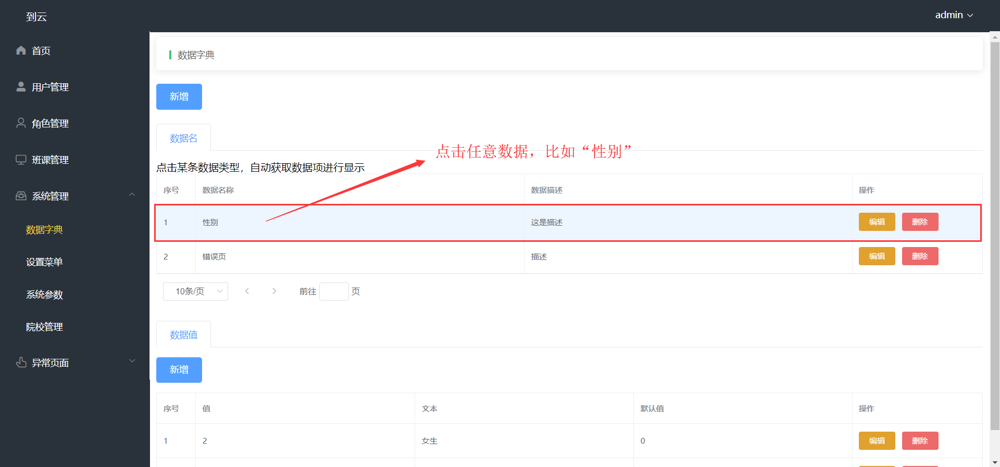 到云
admin
首页
用户管理
角色管理
班课管理
系统管理
数据字典
设置菜单
系统参数
院校管理
异常页面
数据字典
新增
数据名
点击任意数据，比如“性别”
点击某条数据类型，自动获取数据项进行显示
序号 数据名称 数据描述 操作
1 性别 这是描述 编辑 删除
2 错误页 描述 编辑 删除
10条/页 前往 页
数据值
新增
序号 值 文本 默认值 操作
1 2 女生 0 编辑 删除